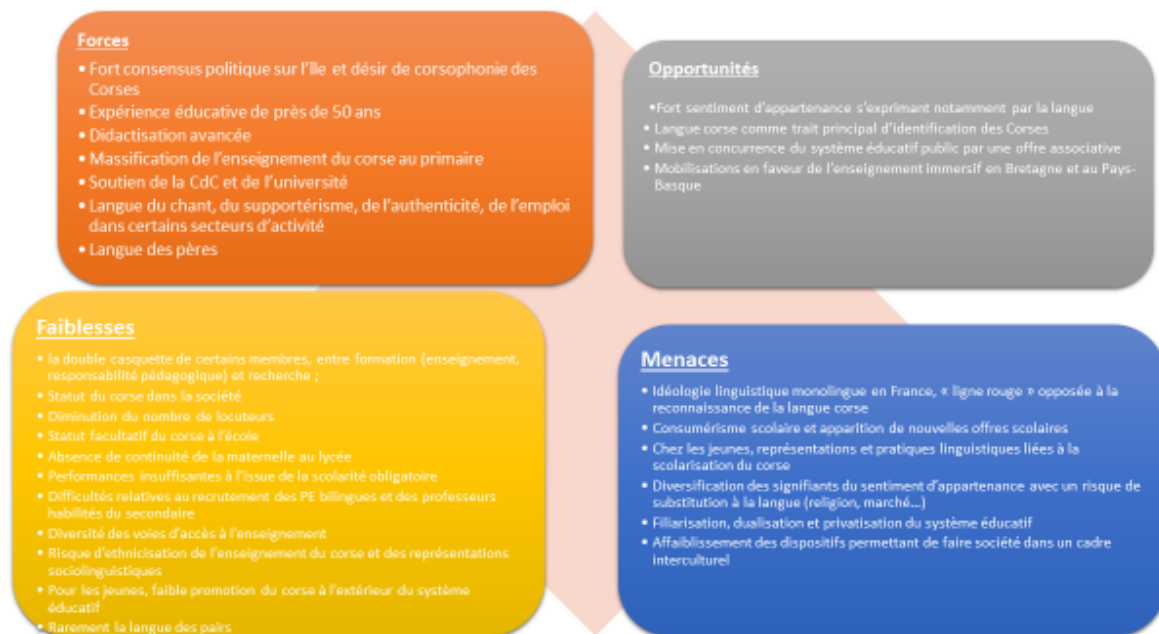 Forces
• Fort consensus politique sur l'île et désir de corsophonie des
Corses
• Expérience éducative de près de 50 ans
• Didactisation avancée
• Massification de l'enseignement du corse au primaire
• Soutien de la CdC et de l'université
• Langue du chant, du supportérisme, de l'authenticité, de l'emploi
dans certains secteurs d'activité
• Langue des pères
Opportunités
•Fort sentiment d'appartenance s'exprimant notamment par la langue
• Langue corse comme trait principal d'identification des Corses
• Mise en concurrence du système éducatif public par une offre associative
• Mobilisations en faveur de l'enseignement immersif en Bretagne et au Pays-
Basque
Faiblesses
• la double casquette de certains membres, entre formation (enseignement,
responsabilité pédagogique) et recherche ;
• Statut du corse dans la société
• Diminution du nombre de locuteurs
• Statut facultatif du corse à l'école
• Absence de continuité de la maternelle au lycée
• Performances insuffisantes à l'issue de la scolarité obligatoire
• Difficultés relatives au recrutement des PE bilingues et des professeurs
habilités du secondaire
• Diversité des voies d'accès à l'enseignement
• Risque d'ethnicisation de l'enseignement du corse et des représentations
sociolinguistiques
• Pour les jeunes, faible promotion du corse à l'extérieur du système
éducatif
• Rarement la langue des pairs
Menaces
• Idéologie linguistique monolingue en France, « ligne rouge » opposée à la
reconnaissance de la langue corse
• Consumérisme scolaire et apparition de nouvelles offres scolaires
• Chez les jeunes, représentations et pratiques linguistiques liées à la
scolarisation du corse
• Diversification des signifiants du sentiment d'appartenance avec un risque de
substitution à la langue (religion, marché...)
• Filiarisation, dualisation et privatisation du système éducatif
• Affaiblissement des dispositifs permettant de faire société dans un cadre
interculturel